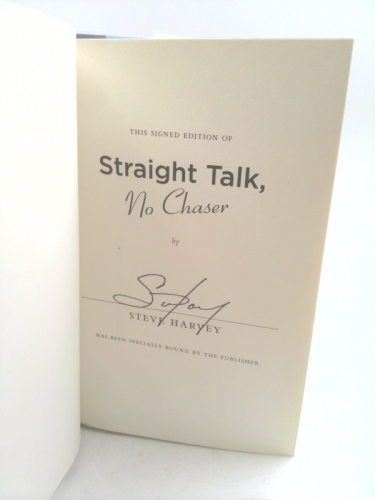 THIS SIGNED EDITION OF
Straight Talk,
No Chaser
by
STEVE HARVEY
HAS BEEN SPECIALLY BOUND BY THE PUBLISHER.